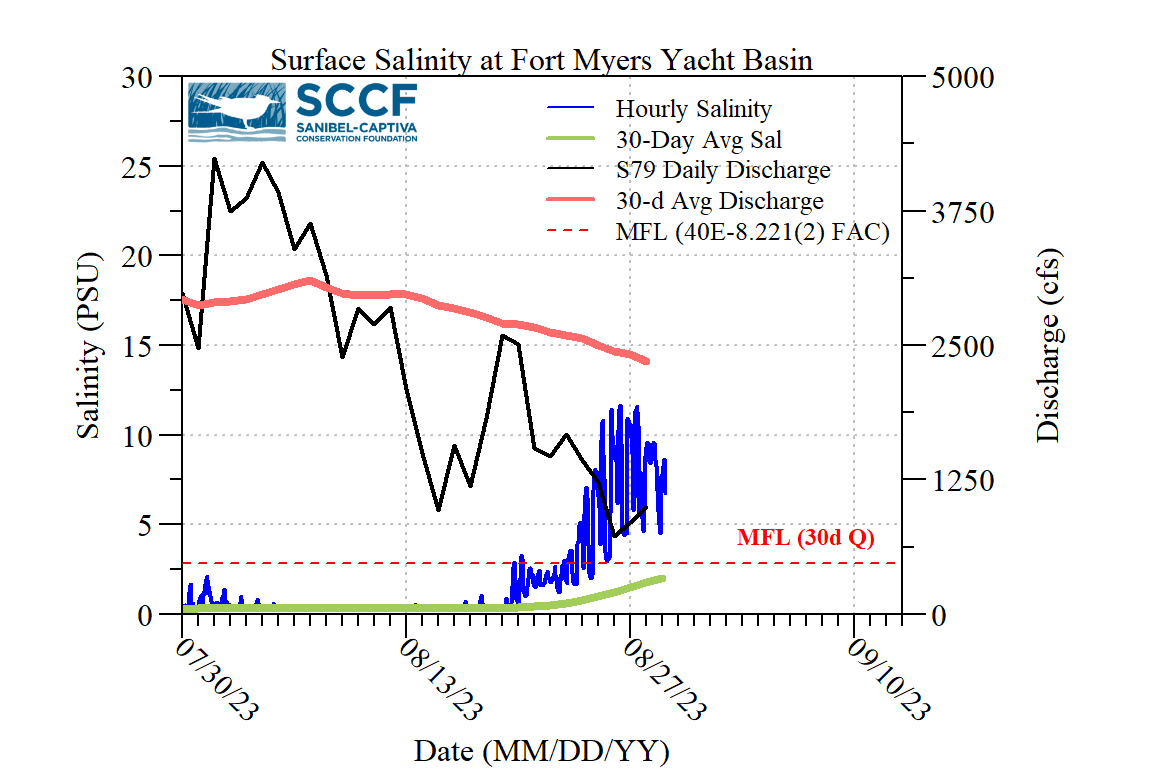 Surface Salinity at Fort Myers Yacht Basin
SCCF
SANIBEL-CAPTIVA
CONSERVATION FOUNDATION
Hourly Salinity
30-Day Avg Sal
S79 Daily Discharge
30-d Avg Discharge
MFL (40E-8.221(2) FAC)
Salinity (PSU)
30
25
20
15
10
5
0
5000
3750
2500
1250
0
Discharge (cfs)
MFL (30d Q)
07/30/23
08/13/23
08/27/23
09/10/23
Date (MM/DD/YY)